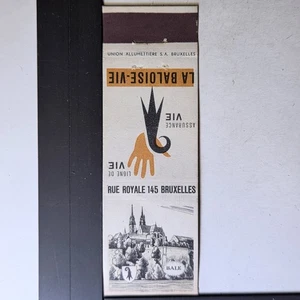 UNION ALLUMETTIÈRE S.A. BRUXELLES
LA BALOISE-VIE
ASSURANCE
VIE
LIGNE DE
VIE
RUE ROYALE 145 BRUXELLES
BALE